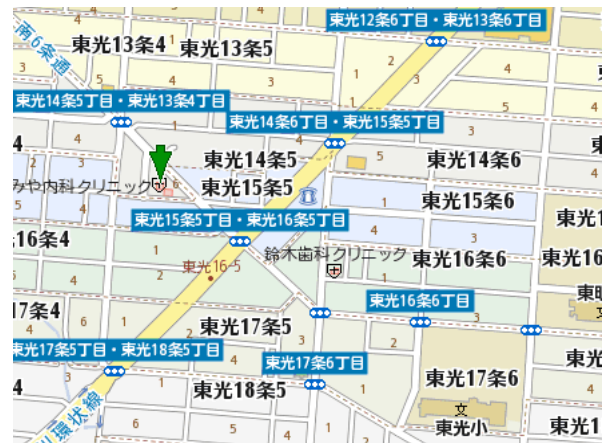 東光12条6丁目・東光13条6丁目
南6条通
東光13条4
東光13条5
東光14条5丁目・東光13条4丁目
東光14条6丁目・東光15条5丁目
東光14条5
東光14条6
みや内科クリニック
東光15条5
東光15条6
東光15条5丁目・東光16条5丁目
16条4
鈴木歯科クリニック
東光16条6
東光16
東光16-5
東光16条6丁目
17条4
東光17条5
東光17条5丁目・東光18条5丁目
東光17条6丁目
東光17条6
東光18条5
川環状線
文
東光小
東光1